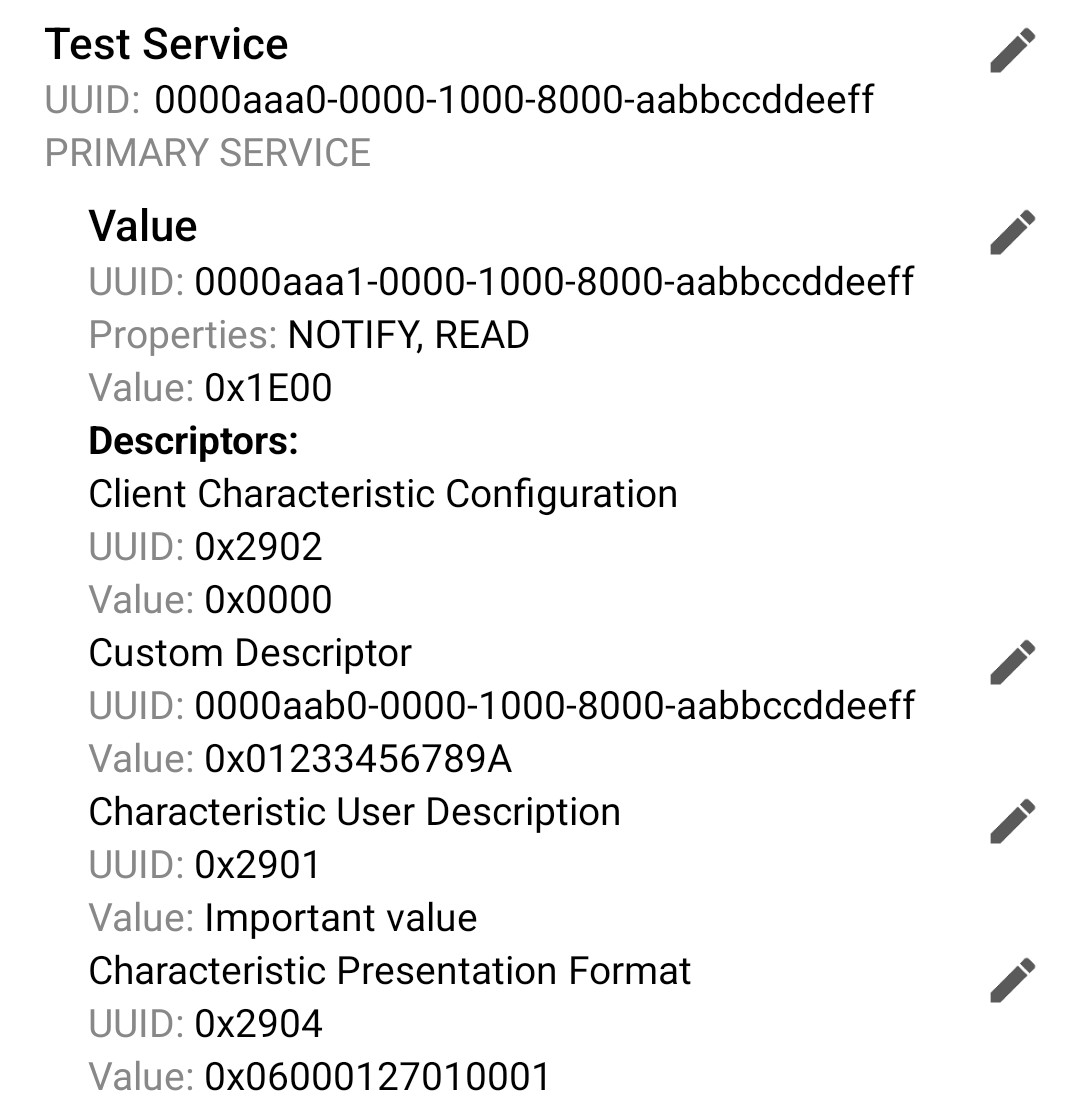 Test Service
UUID: 0000aaa0-0000-1000-8000-aabbccddeeff
PRIMARY SERVICE
Value
UUID: 0000aaa1-0000-1000-8000-aabbccddeeff
Properties: NOTIFY, READ
Value: 0x1E00
Descriptors:
Client Characteristic Configuration
UUID: 0x2902
Value: 0x0000
Custom Descriptor
UUID: 0000aab0-0000-1000-8000-aabbccddeeff
Value: 0x01233456789A
Characteristic User Description
UUID: 0x2901
Value: Important value
Characteristic Presentation Format
UUID: 0x2904
Value: 0x06000127010001